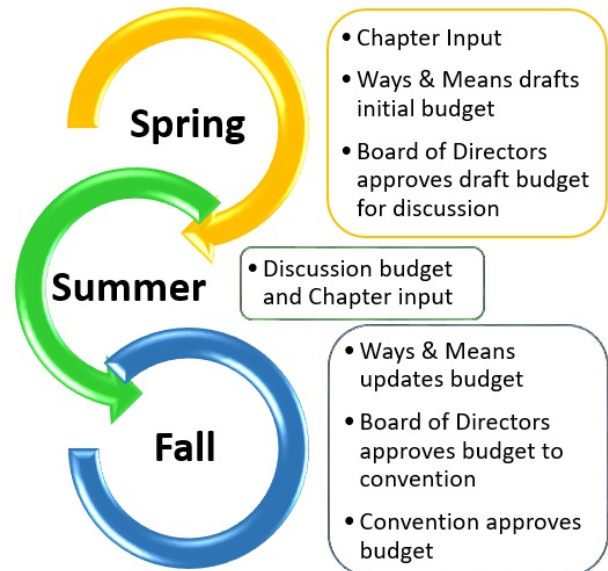 Spring
• Chapter Input
• Ways & Means drafts
initial budget
• Board of Directors
approves draft budget
for discussion
Summer
• Discussion budget
and Chapter input
Fall
• Ways & Means
updates budget
• Board of Directors
approves budget to
convention
• Convention approves
budget